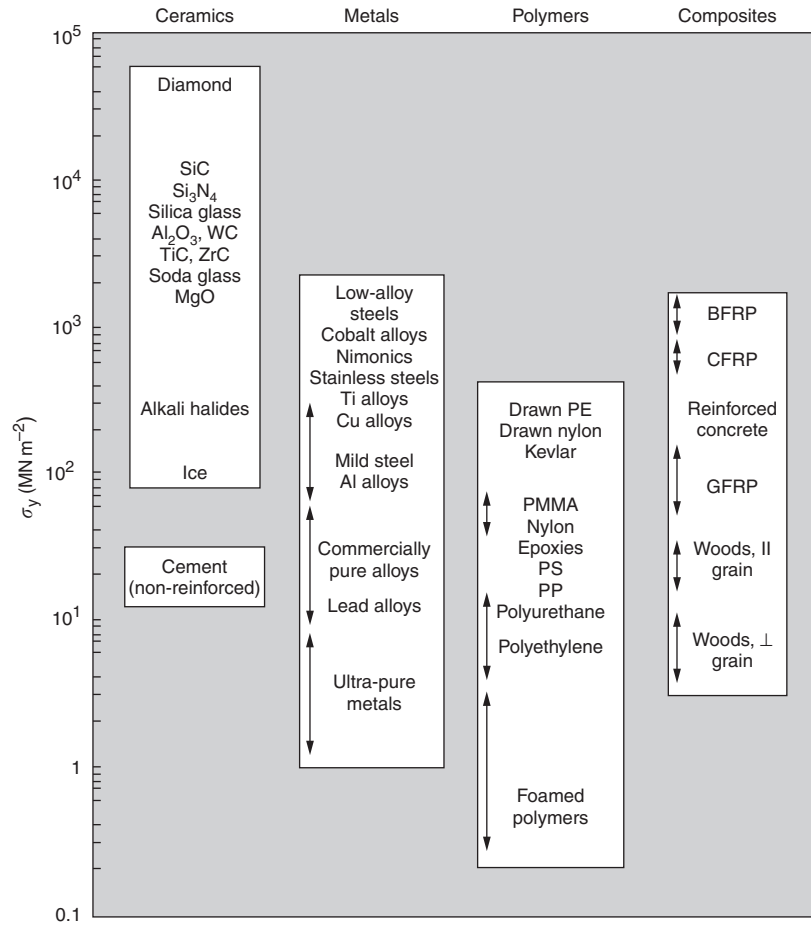 Ceramics
Metals
Polymers
Composites
σy (MN m−2)
10^5
10^4
10^3
10^2
10^1
1
0.1
Diamond
SiC
Si3N4
Silica glass
Al2O3, WC
TiC, ZrC
Soda glass
MgO
Alkali halides
Ice
Cement
(non-reinforced)
Low-alloy
steels
Cobalt alloys
Nimonics
Stainless steels
Ti alloys
Cu alloys
Mild steel
Al alloys
Commercially
pure alloys
Lead alloys
Ultra-pure
metals
Drawn PE
Drawn nylon
Kevlar
PMMA
Nylon
Epoxies
PS
PP
Polyurethane
Polyethylene
Foamed
polymers
BFRP
CFRP
Reinforced
concrete
GFRP
Woods, II
grain
Woods, ⊥
grain